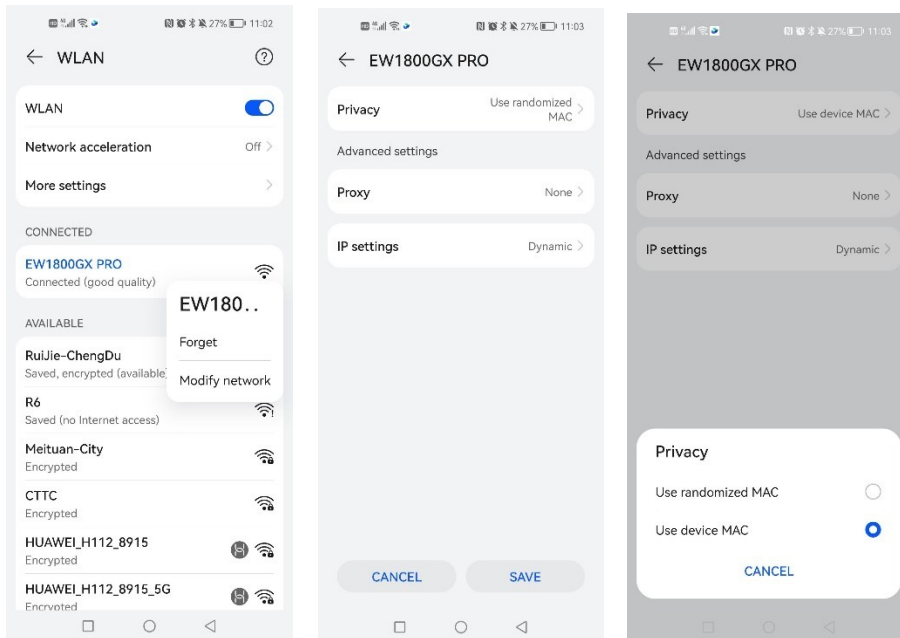 27% 11:02
WLAN
WLAN
Network acceleration Off
More settings
CONNECTED
EW1800GX PRO
Connected (good quality)
EW180..
Forget
Modify network
AVAILABLE
RuiJie-ChengDu
Saved, encrypted (available
R6
Saved (no Internet access)
Meituan-City
Encrypted
CTTC
Encrypted
HUAWEI_H112_8915
Encrypted
HUAWEI_H112_8915_5G
Encrypted
27% 11:03
EW1800GX PRO
Privacy Use randomized
MAC
Advanced settings
Proxy None
IP settings Dynamic
CANCEL SAVE
27% 11:03
EW1800GX PRO
Privacy Use device MAC
Advanced settings
Proxy None
IP settings Dynamic
Privacy
Use randomized MAC
Use device MAC
CANCEL